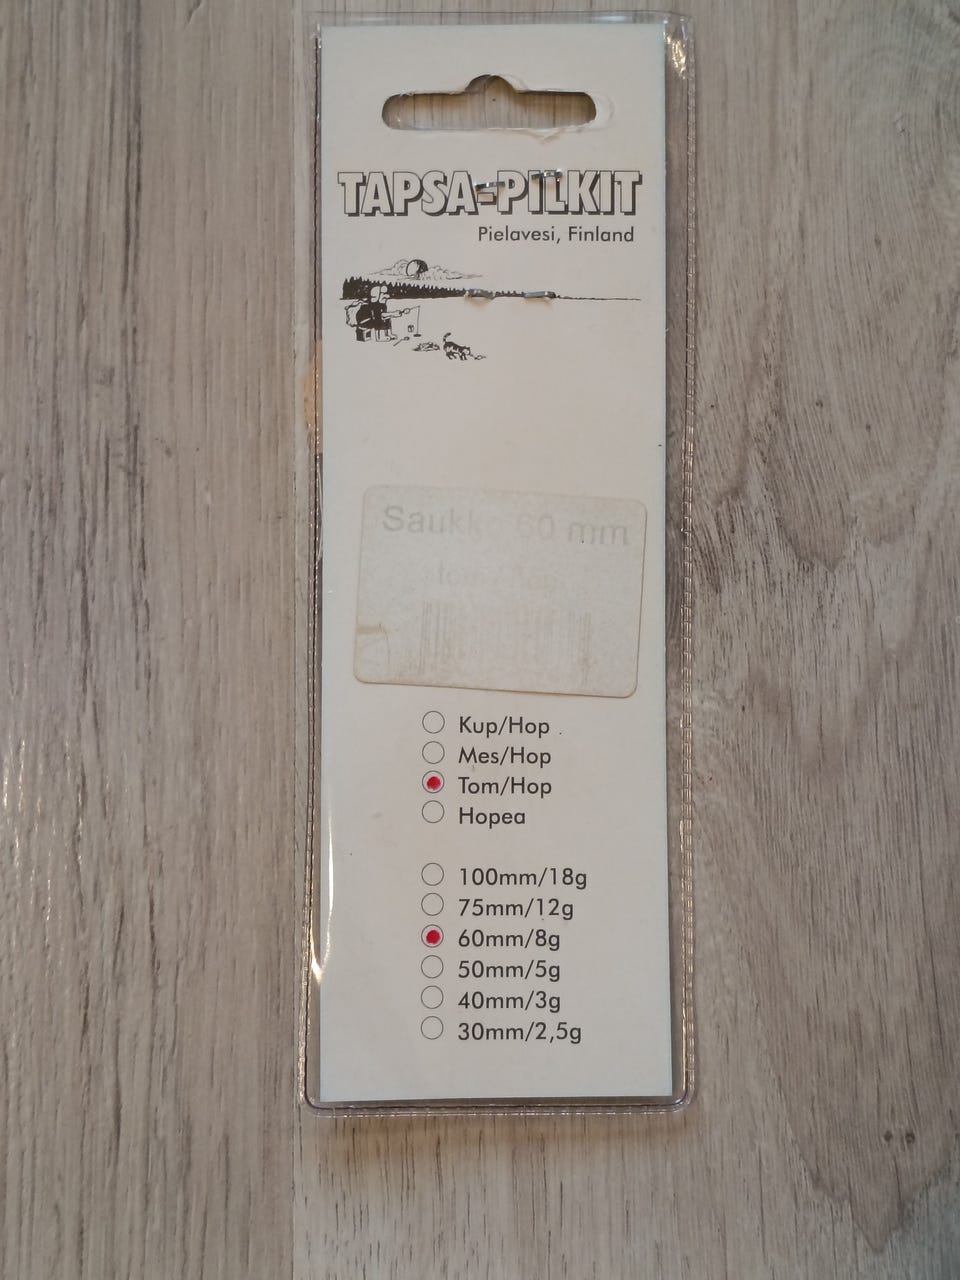 TAPSA-PILKIT
Pielavesi, Finland
Saukko 60 mm
Kup/Hop
Mes/Hop
Tom/Hop
Hopea
100mm/18g
75mm/12g
60mm/8g
50mm/5g
40mm/3g
30mm/2,5g